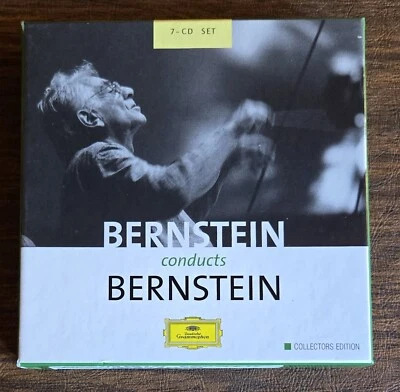 7-CD SET
BERNSTEIN
conducts
BERNSTEIN
Deutsche
Grammophon
COLLECTORS EDITION